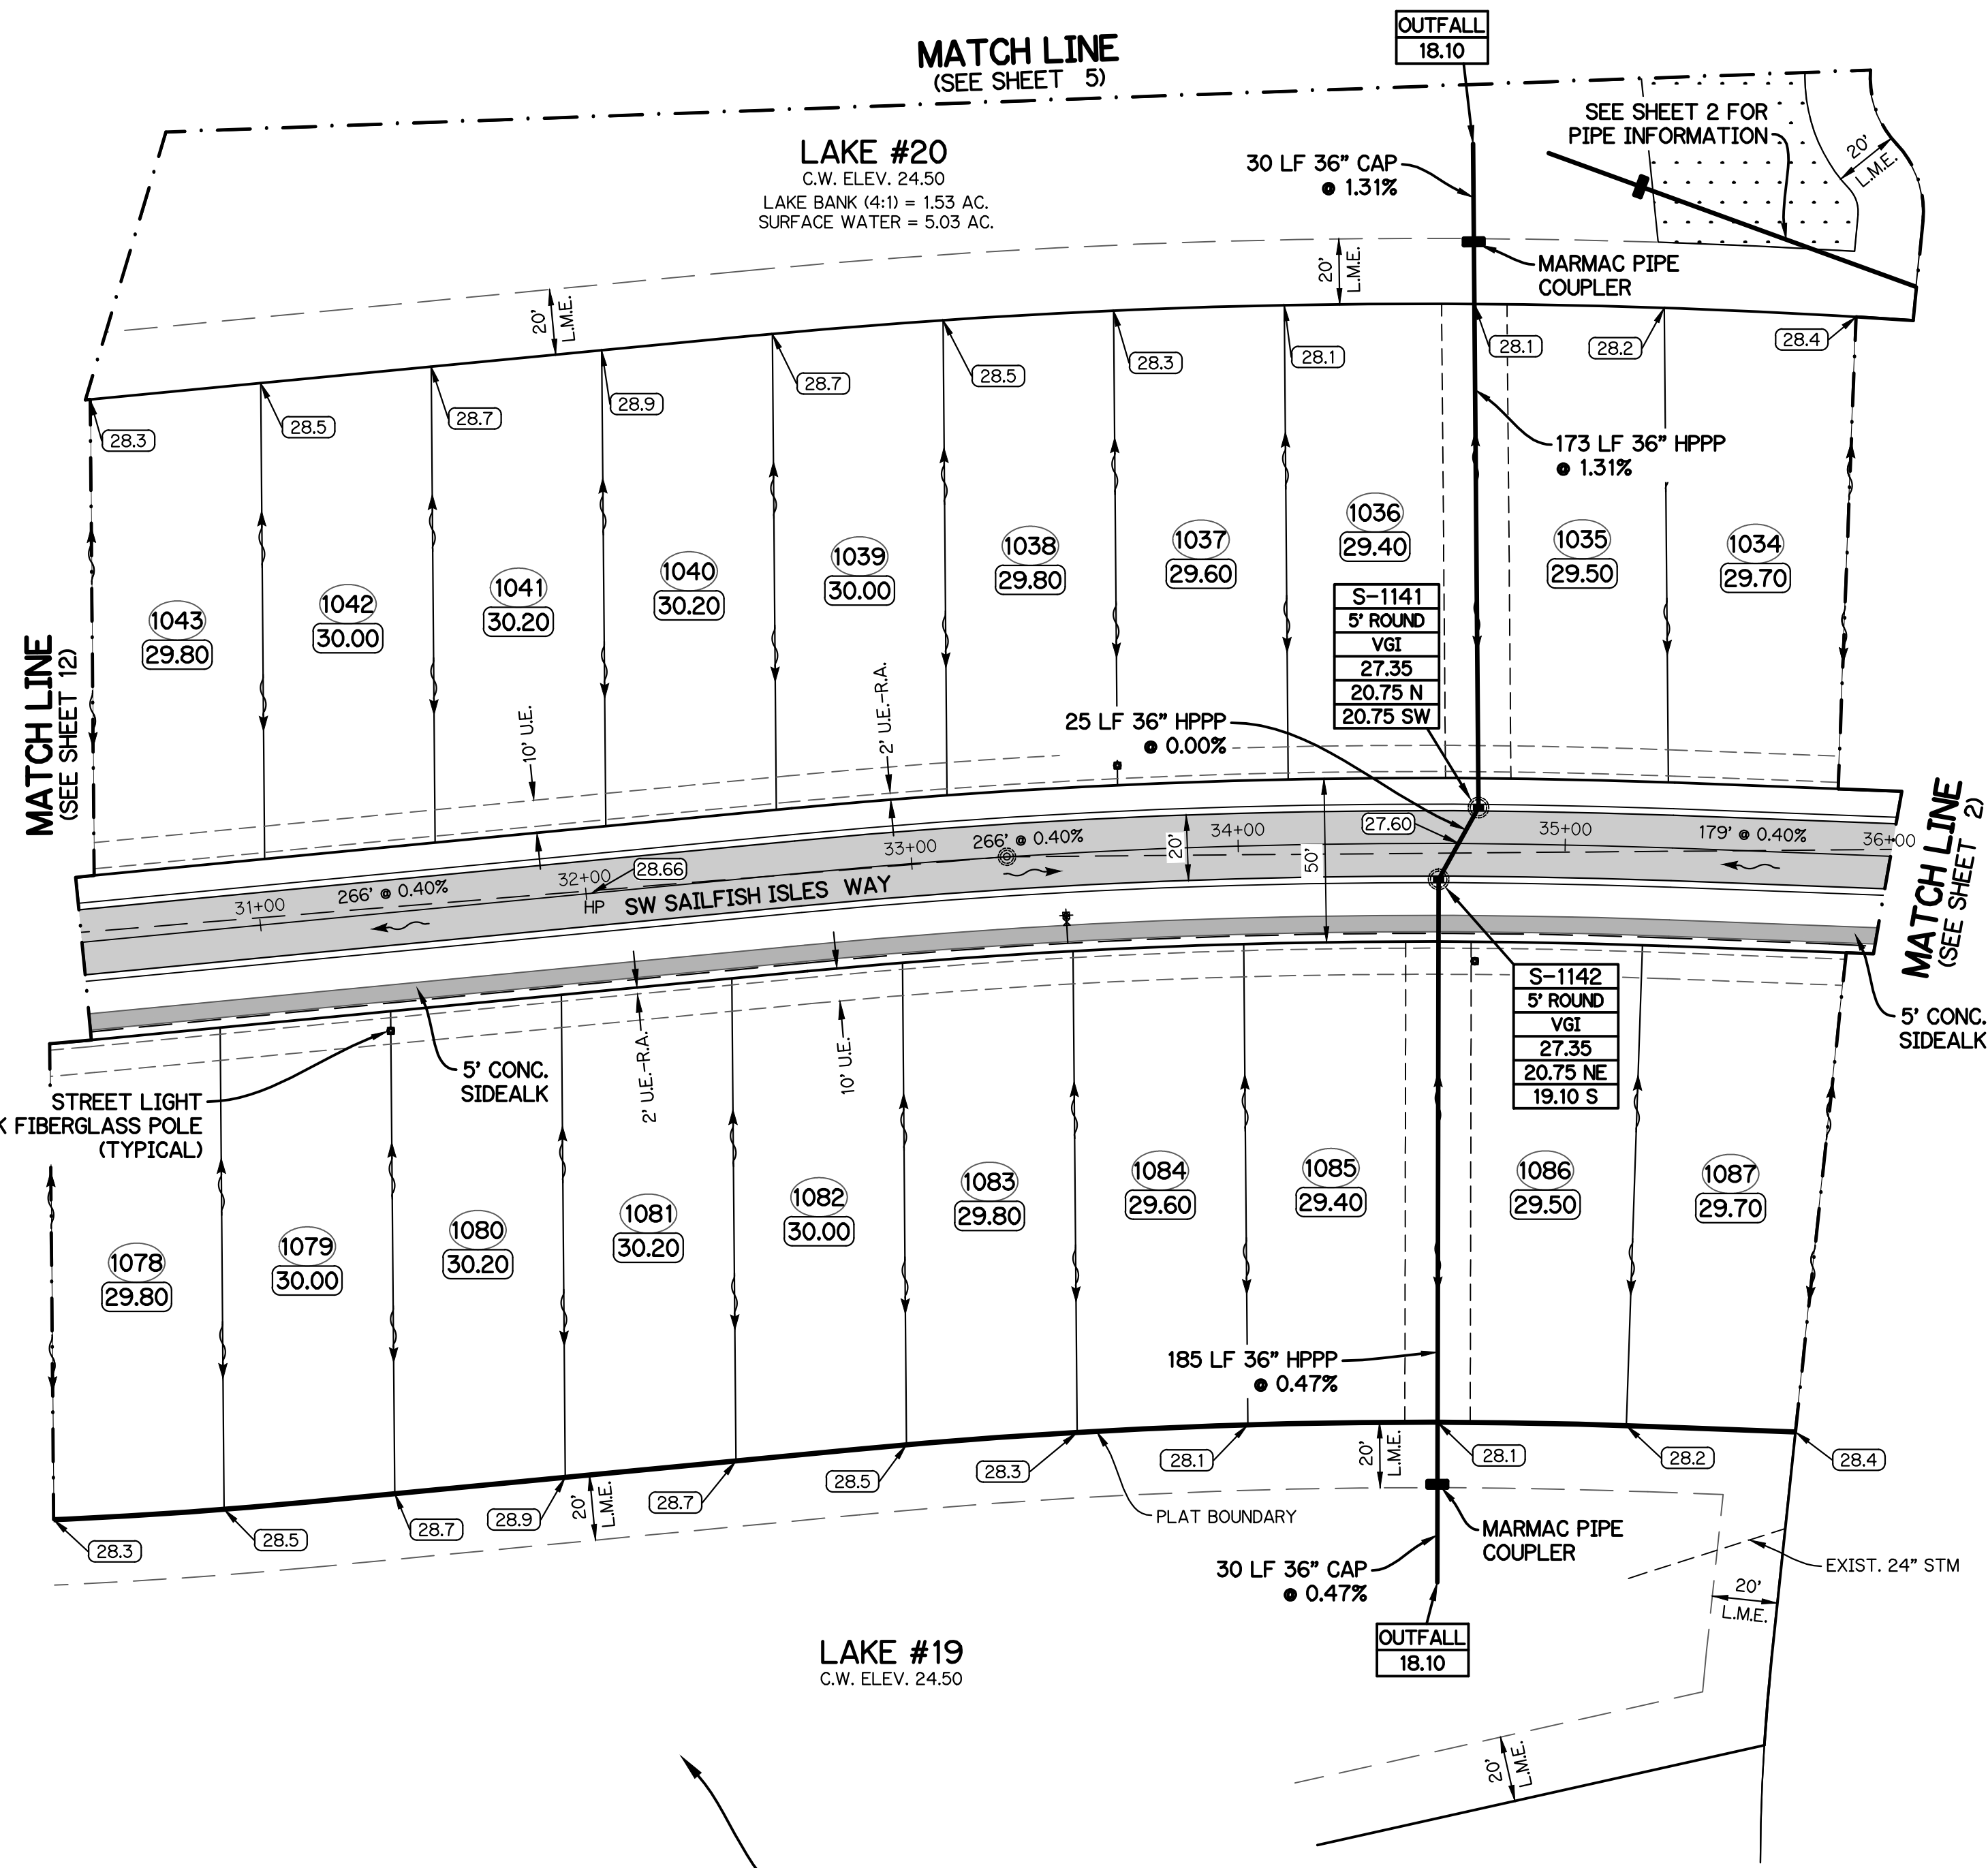 OUTFALL
18.10
MATCH LINE
(SEE SHEET 5)
SEE SHEET 2 FOR
PIPE INFORMATION
20'
L.M.E.
LAKE #20
C.W. ELEV. 24.50
LAKE BANK (4:1) = 1.53 AC.
SURFACE WATER = 5.03 AC.
30 LF 36" CAP
@ 1.31%
MARMAC PIPE
COUPLER
20'
L.M.E.
20'
L.M.E.
28.3
28.5
28.7
28.9
28.7
28.5
28.3
28.1
28.1
28.2
28.4
173 LF 36" HPPP
@ 1.31%
1043
29.80
1042
30.00
1041
30.20
1040
30.20
1039
30.00
1038
29.80
1037
29.60
1036
29.40
1035
29.50
1034
29.70
S-1141
5' ROUND
VGI
27.35
20.75 N
20.75 SW
MATCH LINE
(SEE SHEET 12)
10' U.E.
2' U.E.-R.A.
25 LF 36" HPPP
@ 0.00%
31+00
266' @ 0.40%
32+00
HP
28.66
SW SAILFISH ISLES WAY
33+00
266' @ 0.40%
20'
34+00
50'
27.60
35+00
179' @ 0.40%
36+00
MATCH LINE
(SEE SHEET 2)
S-1142
5' ROUND
VGI
27.35
20.75 NE
19.10 S
5' CONC.
SIDEALK
5' CONC.
SIDEALK
2' U.E.-R.A.
10' U.E.
STREET LIGHT
K FIBERGLASS POLE
(TYPICAL)
1078
29.80
1079
30.00
1080
30.20
1081
30.20
1082
30.00
1083
29.80
1084
29.60
1085
29.40
1086
29.50
1087
29.70
185 LF 36" HPPP
@ 0.47%
28.3
28.5
28.7
28.9
28.7
28.5
28.3
28.1
28.1
28.2
28.4
20'
L.M.E.
20'
L.M.E.
PLAT BOUNDARY
MARMAC PIPE
COUPLER
30 LF 36" CAP
@ 0.47%
EXIST. 24" STM
20'
L.M.E.
OUTFALL
18.10
LAKE #19
C.W. ELEV. 24.50
20'
L.M.E.